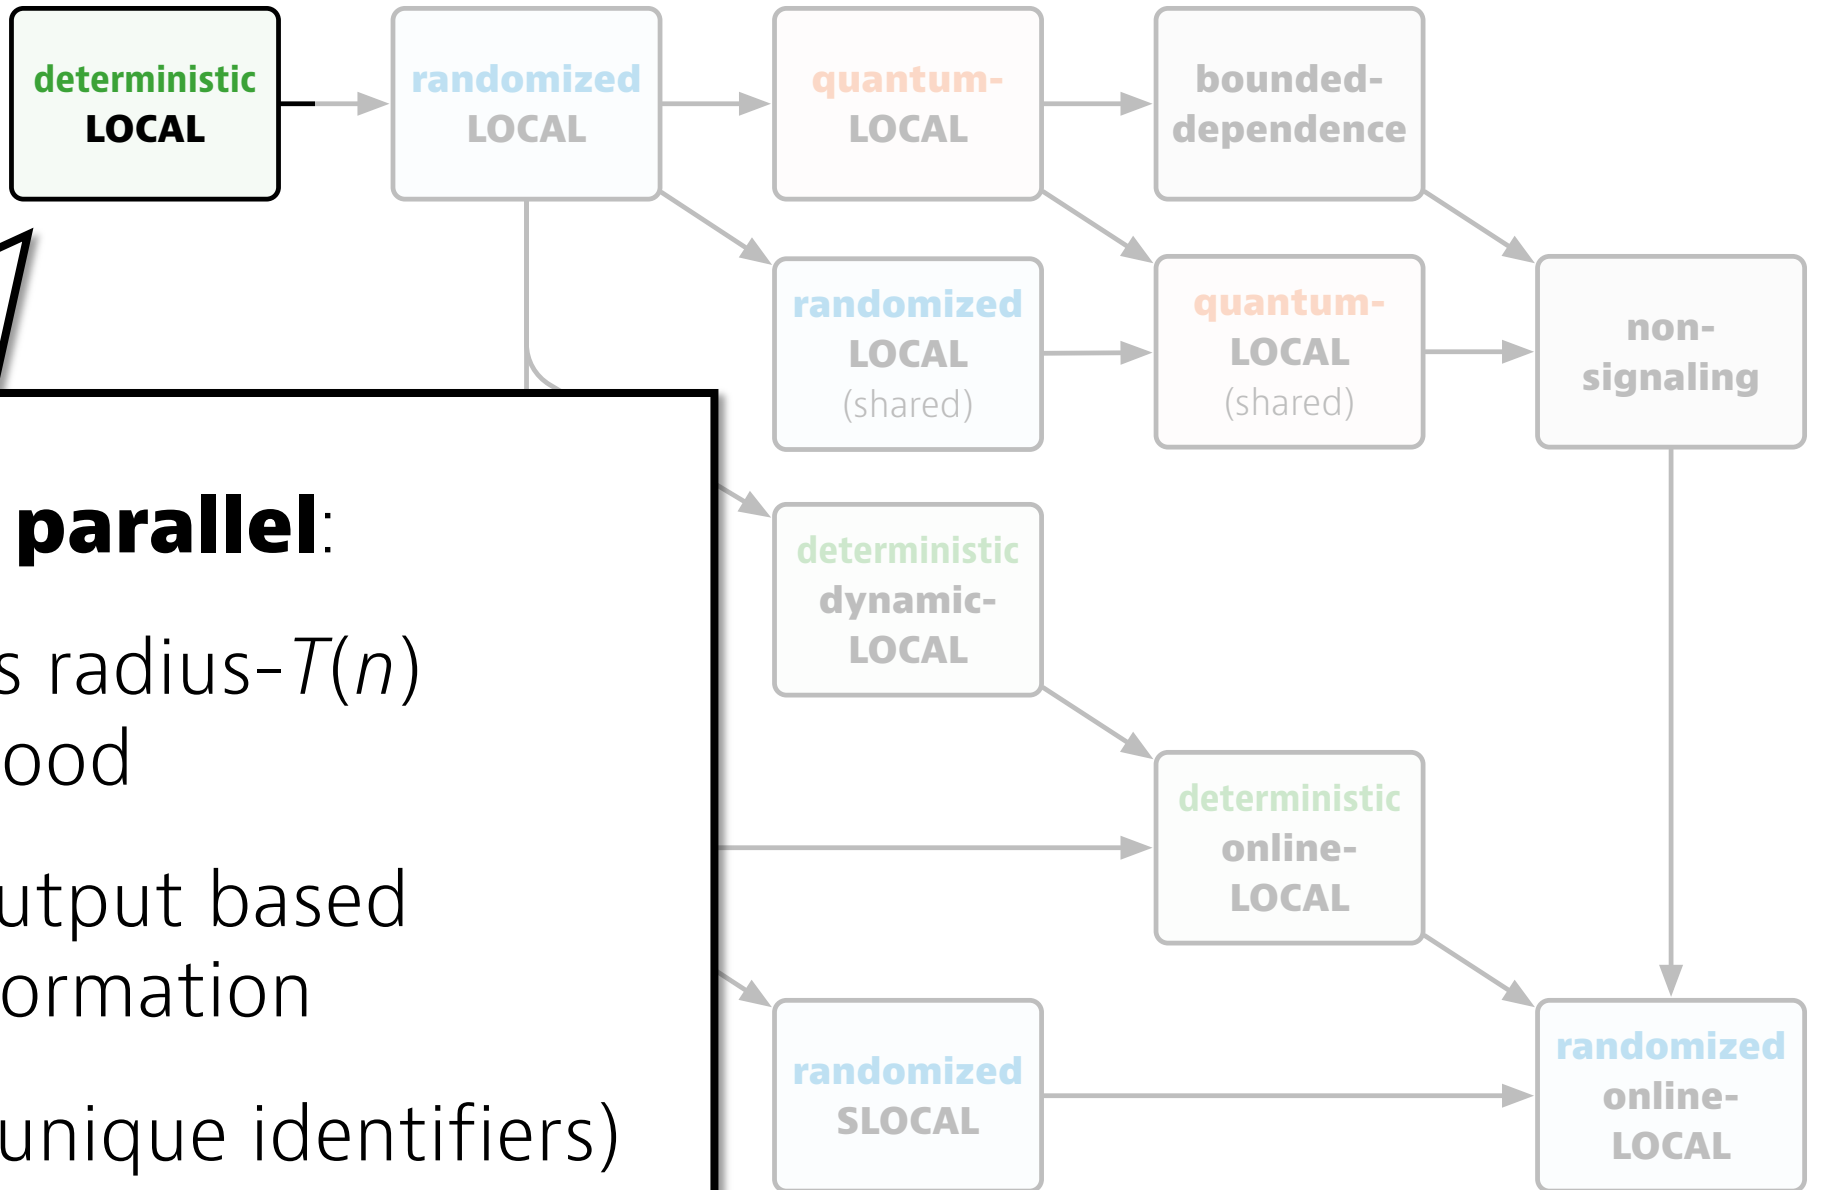 deterministic
LOCAL
randomized
LOCAL
quantum-
LOCAL
bounded-
dependence
randomized
LOCAL
(shared)
quantum-
LOCAL
(shared)
non-
signaling
parallel:
s radius-T(n)
ood
utput based
ormation
unique identifiers)
deterministic
dynamic-
LOCAL
deterministic
online-
LOCAL
randomized
SLOCAL
randomized
online-
LOCAL